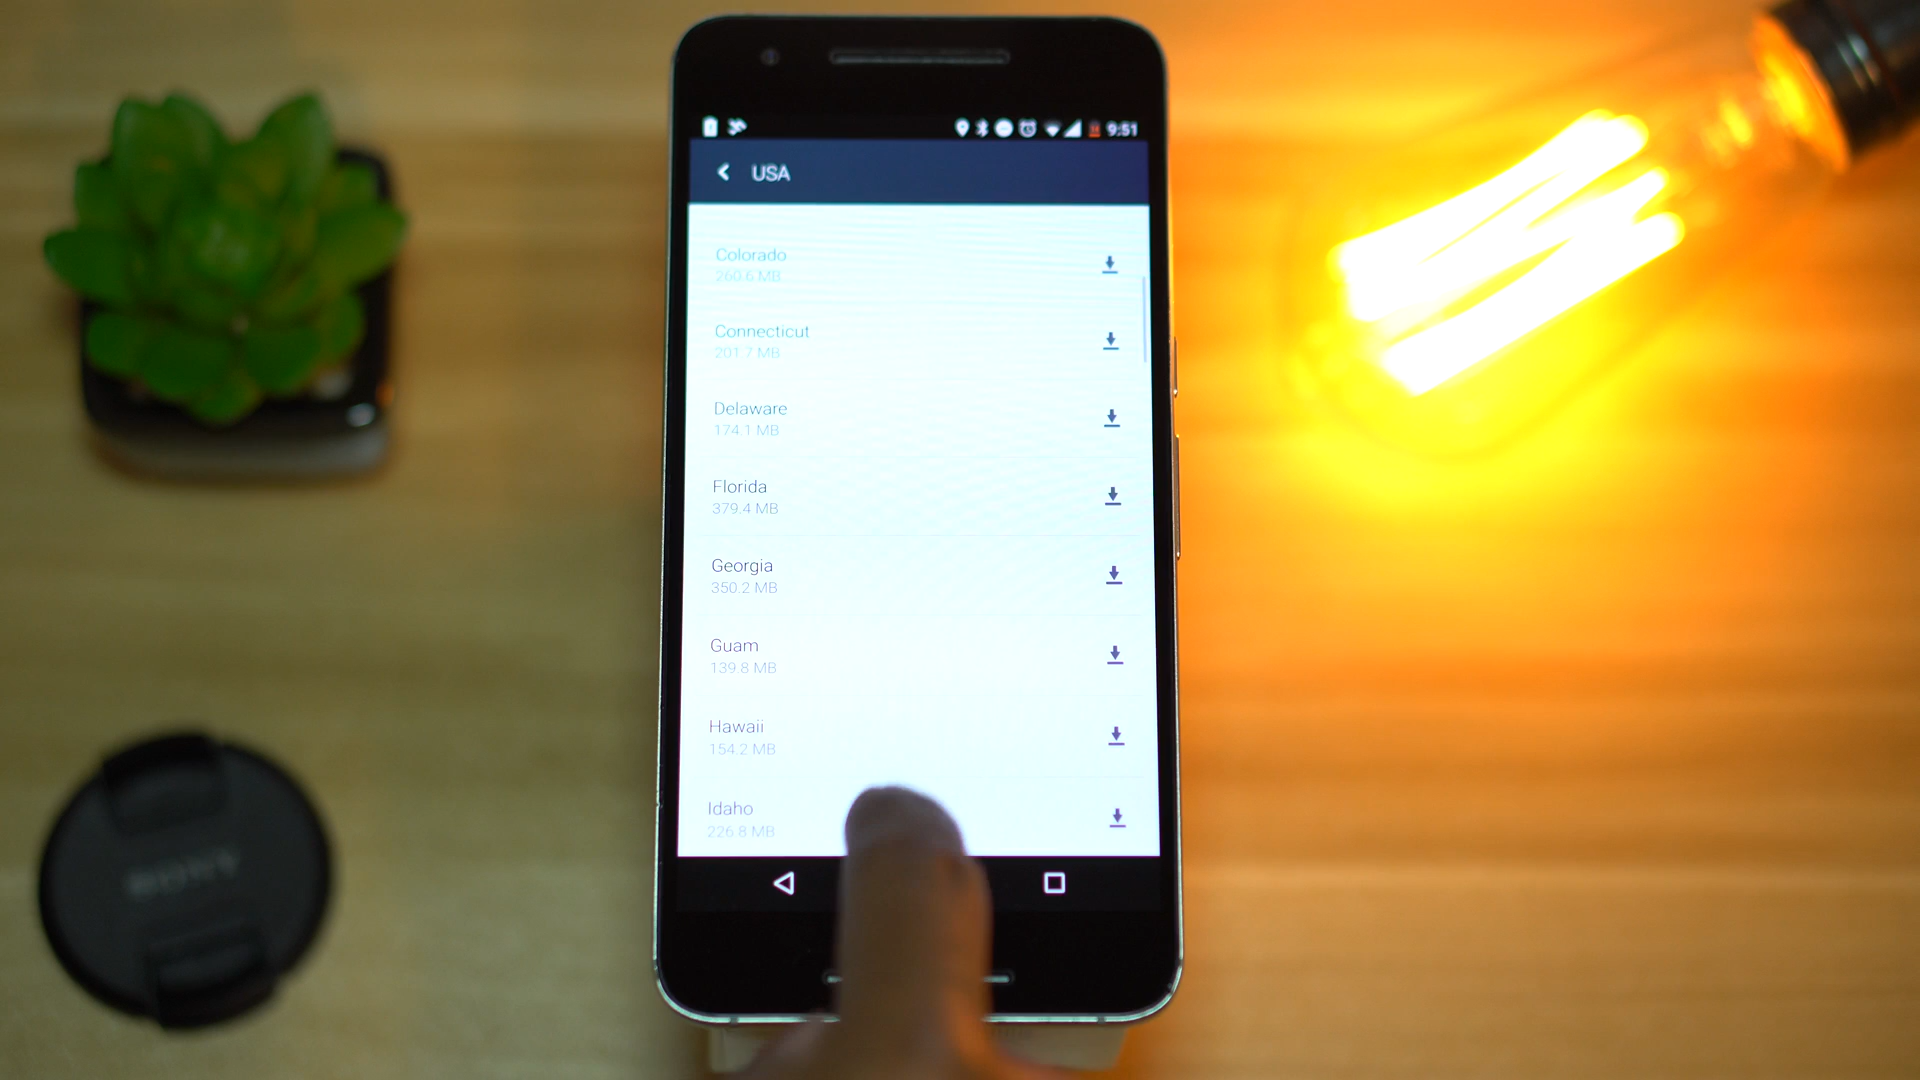 9:51
USA
Colorado
260.6 MB
Connecticut
201.7 MB
Delaware
174.1 MB
Florida
379.4 MB
Georgia
350.2 MB
Guam
139.8 MB
Hawaii
154.2 MB
Idaho
226.8 MB
SONY